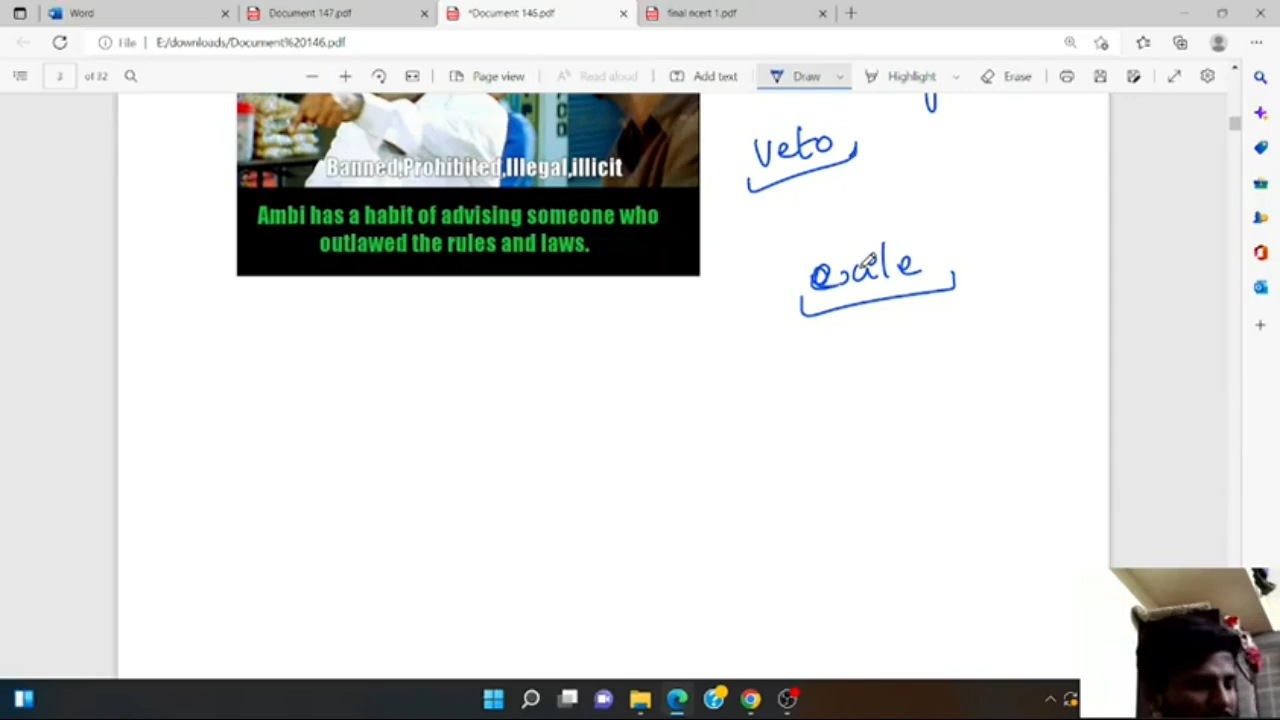 Word
Document 147.pdf
*Document 146.pdf
final ncert 1.pdf
File
E:/downloads/Document%20146.pdf
3 of 32
Page view
Read aloud
Add text
Draw
Highlight
Erase
Banned,Prohibited,Illegal,illicit
Ambi has a habit of advising someone who
outlawed the rules and laws.
veto